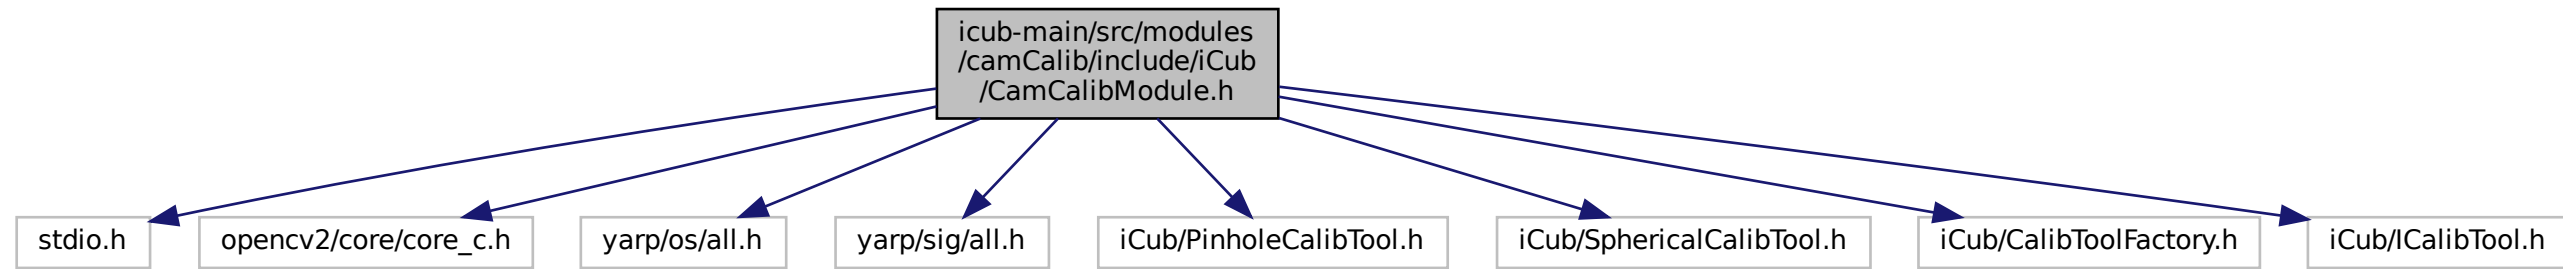 icub-main/src/modules
/camCalib/include/iCub
/CamCalibModule.h
stdio.h
opencv2/core/core_c.h
yarp/os/all.h
yarp/sig/all.h
iCub/PinholeCalibTool.h
iCub/SphericalCalibTool.h
iCub/CalibToolFactory.h
iCub/ICalibTool.h